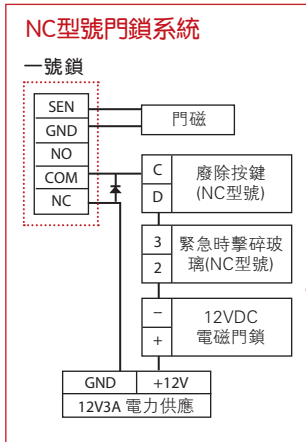 NC型號門鎖系統
一號鎖
SEN
GND
NO
COM
NC
門磁
C
D
廢除按鍵
(NC型號)
3
2
緊急時擊碎玻
璃(NC型號)
−
+
12VDC
電磁門鎖
GND
+12V
12V3A 電力供應